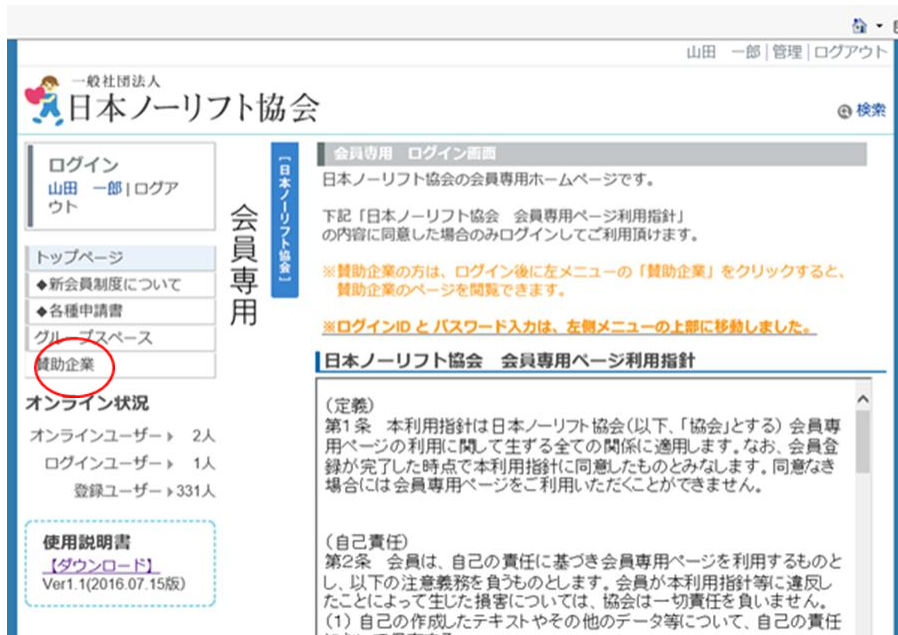 山田 一郎|管理|ログアウト
一般社団法人
日本ノーリフト協会
検索
ログイン
山田 一郎|ログア
ウト
トップページ
◆新会員制度について
◆各種申請書
グループスペース
賛助企業
オンライン状況
オンラインユーザー 2人
ログインユーザー 1人
登録ユーザー 331人
使用説明書
【ダウンロード】
Ver1.1(2016.07.15版)
会員専用
[日本ノーリフト協会]
会員専用 ログイン画面
日本ノーリフト協会の会員専用ホームページです。
下記「日本ノーリフト協会 会員専用ページ利用指針」
の内容に同意した場合のみログインしてご利用頂けます。
※賛助企業の方は、ログイン後に左メニューの「賛助企業」をクリックすると、
賛助企業のページを閲覧できます。
※ログインID と パスワード入力は、左側メニューの上部に移動しました。
日本ノーリフト協会 会員専用ページ利用指針
(定義)
第1条 本利用指針は日本ノーリフト協会(以下、「協会」とする) 会員専
用ページの利用に関して生ずる全ての関係に適用します。なお、会員登
録が完了した時点で本利用指針に同意したものとみなします。同意なき
場合には会員専用ページをご利用いただくことができません。
(自己責任)
第2条 会員は、自己の責任に基づき会員専用ページを利用するものと
し、以下の注意義務を負うものとします。会員が本利用指針等に違反し
たことによって生じた損害については、協会は一切責任を負いません。
(1) 自己の作成したテキストやその他のデータ等について、自己の責任